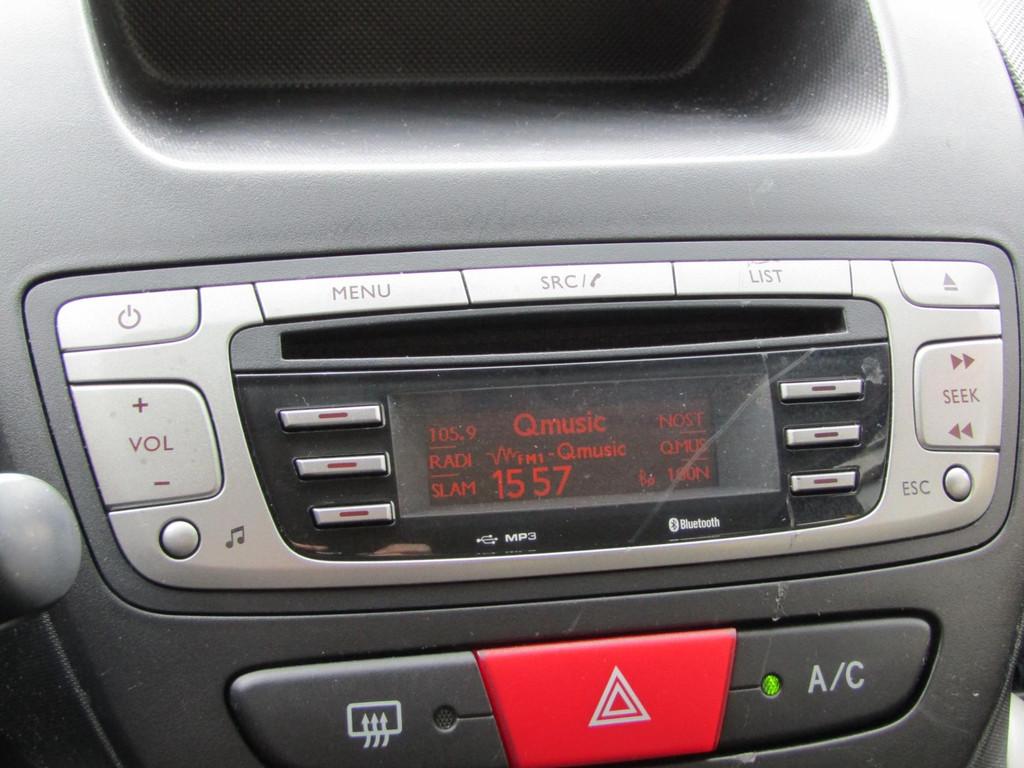 MENU
SRC/
LIST
+
VOL
-
SEEK
ESC
105.9
Qmusic
NOST
RADI
FM1-Qmusic
QMUS
SLAM
15 57
100N
MP3
Bluetooth
A/C